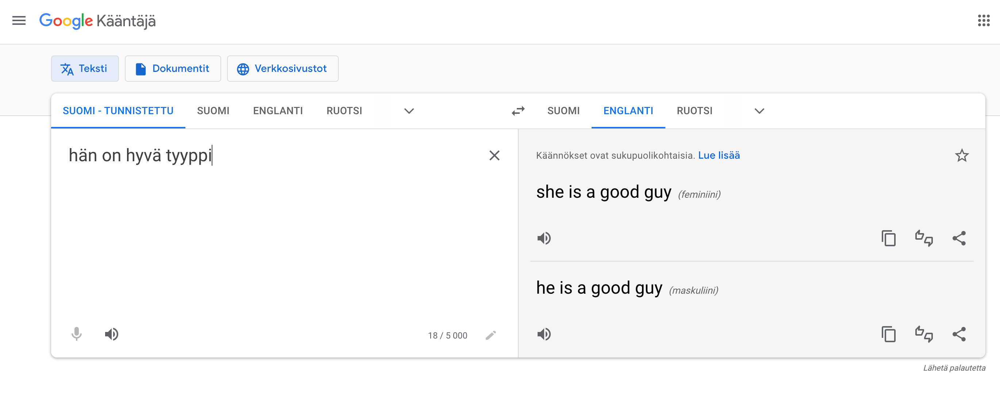 Google Kääntäjä
Teksti
Dokumentit
Verkkosivustot
SUOMI - TUNNISTETTU SUOMI ENGLANTI RUOTSI
SUOMI ENGLANTI RUOTSI
hän on hyvä tyyppi
18 / 5 000
Käännökset ovat sukupuolikohtaisia. Lue lisää
she is a good guy (feminiini)
he is a good guy (maskuliini)
Lähetä palautetta